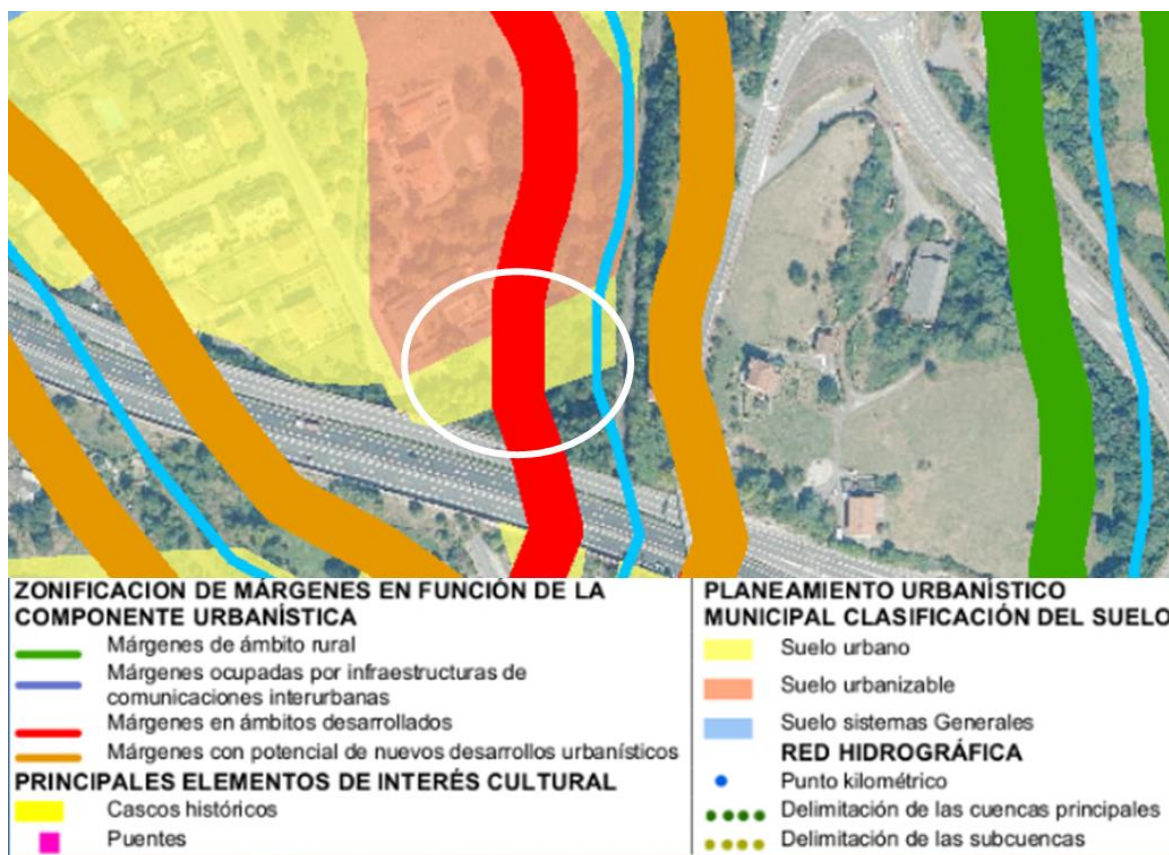 ZONIFICACION DE MÁRGENES EN FUNCIÓN DE LA
COMPONENTE URBANÍSTICA
Márgenes de ámbito rural
Márgenes ocupadas por infraestructuras de
comunicaciones interurbanas
Márgenes en ámbitos desarrollados
Márgenes con potencial de nuevos desarrollos urbanísticos
PRINCIPALES ELEMENTOS DE INTERÉS CULTURAL
Cascos históricos
Puentes
PLANEAMIENTO URBANÍSTICO
MUNICIPAL CLASIFICACIÓN DEL SUELO
Suelo urbano
Suelo urbanizable
Suelo sistemas Generales
RED HIDROGRÁFICA
Punto kilométrico
Delimitación de las cuencas principales
Delimitación de las subcuencas